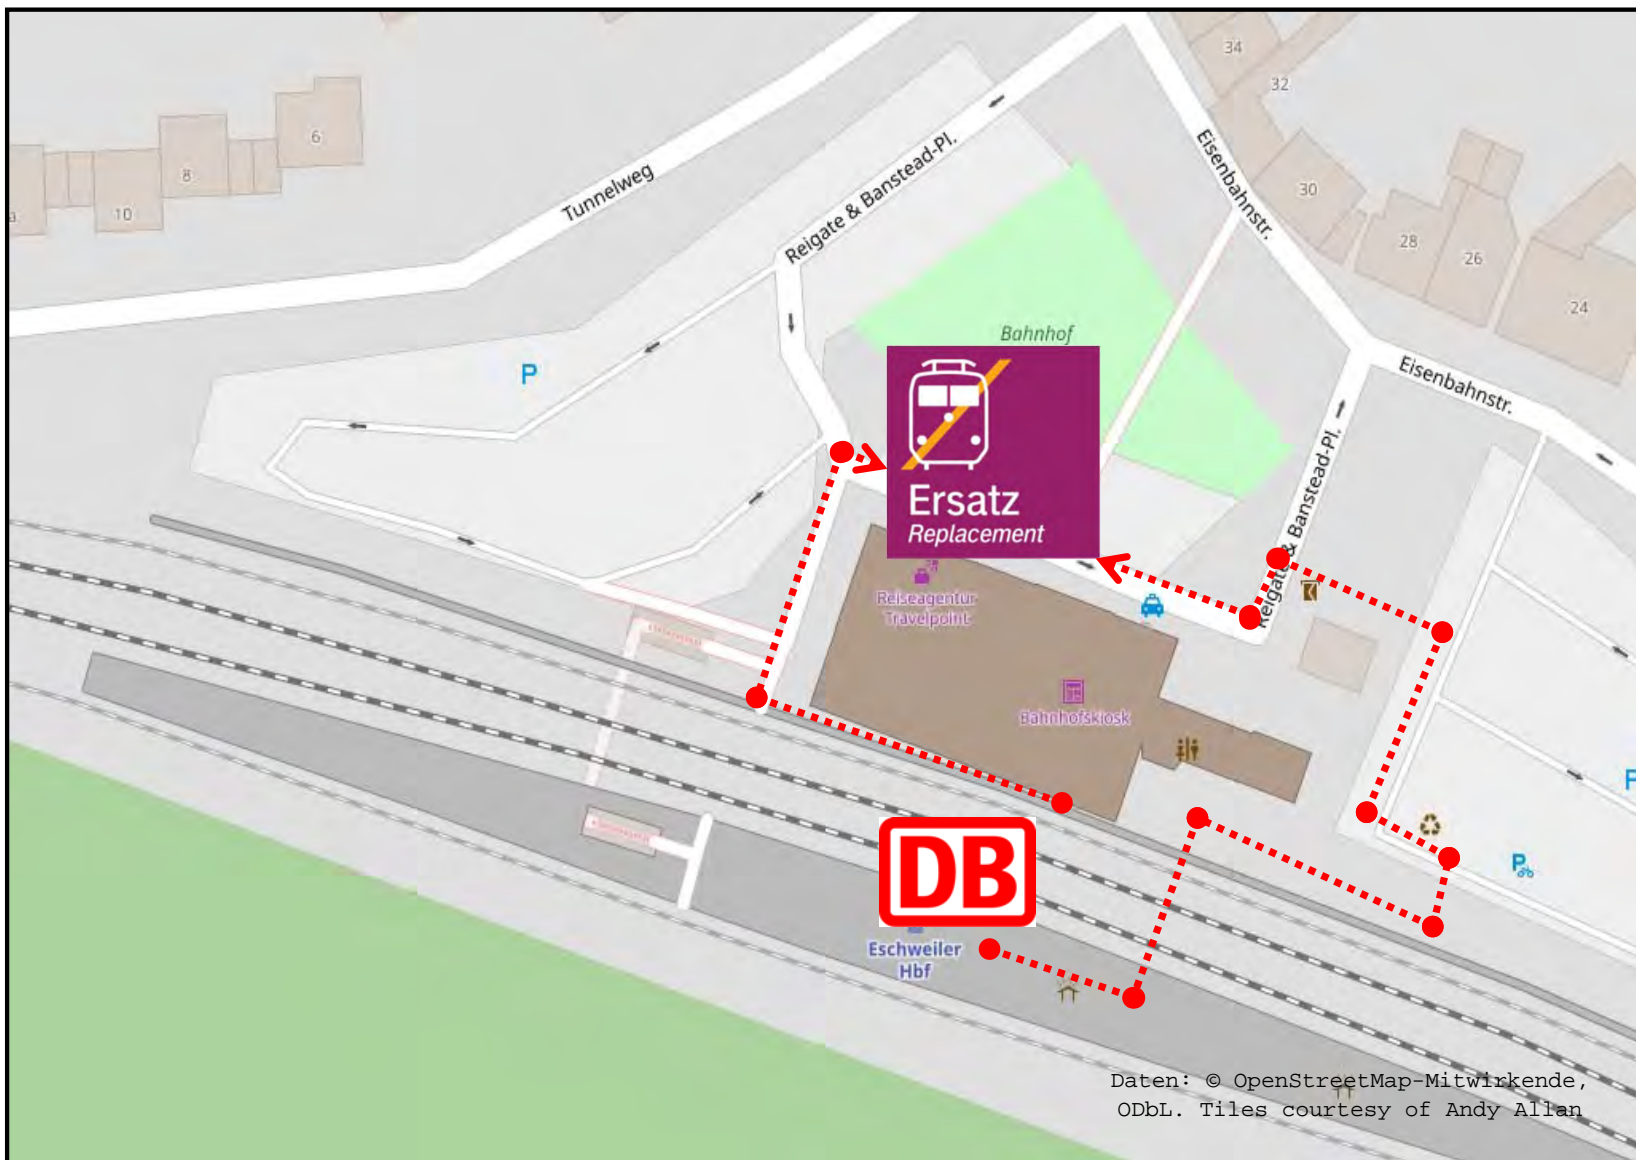 34
32
6
Eisenbahnstr.
Reigate & Banstead-Pl.
8
Tunnelweg
30
10
28
26
24
Bahnhof
P
Eisenbahnstr.
Ersatz
Replacement
Reigate & Banstead-Pl.
Reiseagentur
Travelpoint
Bahnhofskiosk
P
DB
P
Eschweiler
Hbf
Daten: © OpenStreetMap-Mitwirkende,
ODbL. Tiles courtesy of Andy Allan